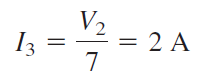 I₃ = V₂/7 = 2 A